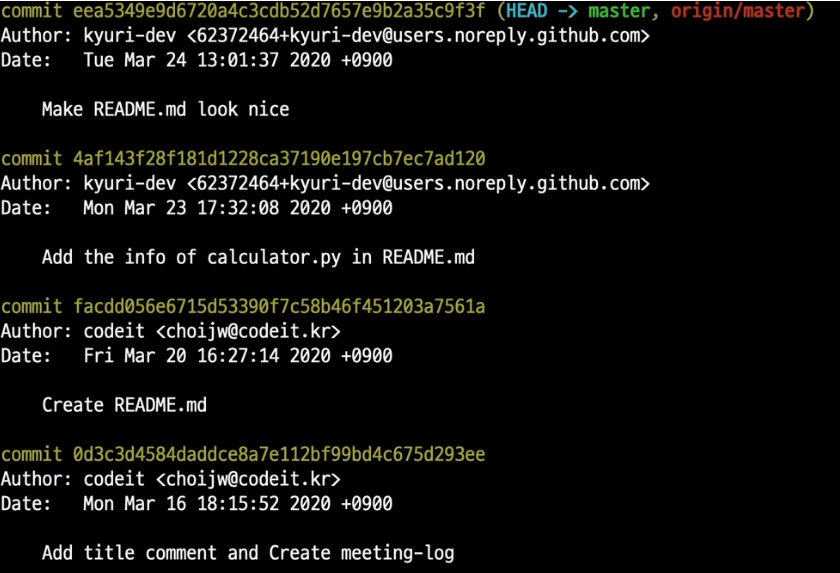 commit eea5349e9d6720a4c3cdb52d7657e9b2a35c9f3f (HEAD -> master, origin/master)
Author: kyuri-dev <62372464+kyuri-dev@users.noreply.github.com>
Date:   Tue Mar 24 13:01:37 2020 +0900
Make README.md look nice
commit 4af143f28f181d1228ca37190e197cb7ec7ad120
Author: kyuri-dev <62372464+kyuri-dev@users.noreply.github.com>
Date:   Mon Mar 23 17:32:08 2020 +0900
Add the info of calculator.py in README.md
commit facdd056e6715d53390f7c58b46f451203a7561a
Author: codeit <choijw@codeit.kr>
Date:   Fri Mar 20 16:27:14 2020 +0900
Create README.md
commit 0d3c3d4584daddce8a7e112bf99bd4c675d293ee
Author: codeit <choijw@codeit.kr>
Date:   Mon Mar 16 18:15:52 2020 +0900
Add title comment and Create meeting-log